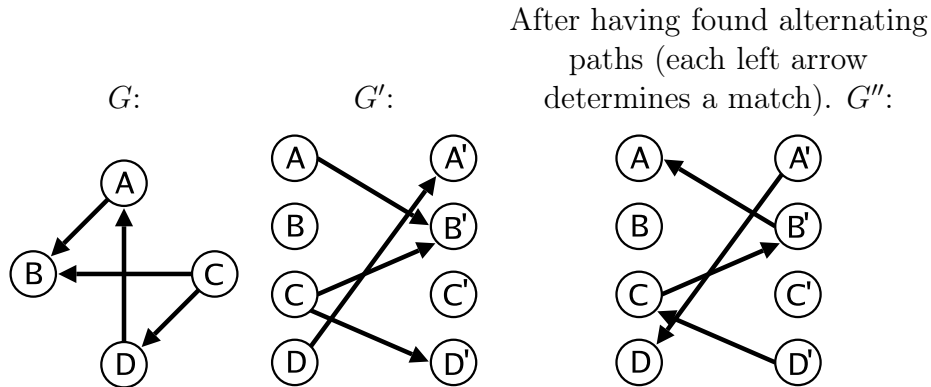 After having found alternating
paths (each left arrow
determines a match). G'':
G:
G':
A
B
C
D
A
B
C
D
A'
B'
C'
D'
A
B
C
D
A'
B'
C'
D'